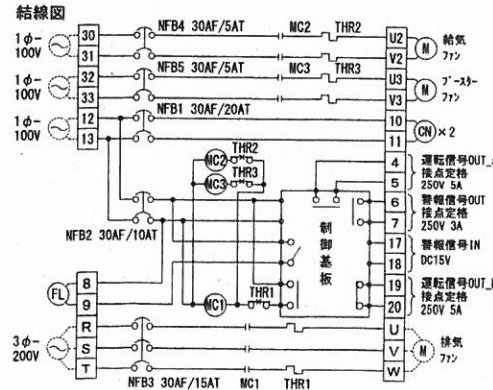 結線図
1φ-
100V
30
31
NFB4 30AF/5AT
MC2
THR2
U2
V2
M
給気
ファン
1φ-
100V
32
33
NFB5 30AF/5AT
MC3
THR3
U3
V3
M
ブースター
ファン
1φ-
100V
12
13
NFB1 30AF/20AT
10
11
CN ×2
MC2
THR2
MC3
THR3
4
5
運転信号OUT
接点定格
250V 5A
NFB2 30AF/10AT
制御基板
6
7
警報信号OUT
接点定格
250V 3A
17
18
警報信号IN
DC15V
FL
8
9
MC1
THR1
19
20
運転信号OUT
接点定格
250V 5A
3φ-
200V
R
S
T
NFB3 30AF/15AT
MC1
THR1
U
V
W
M
排気
ファン